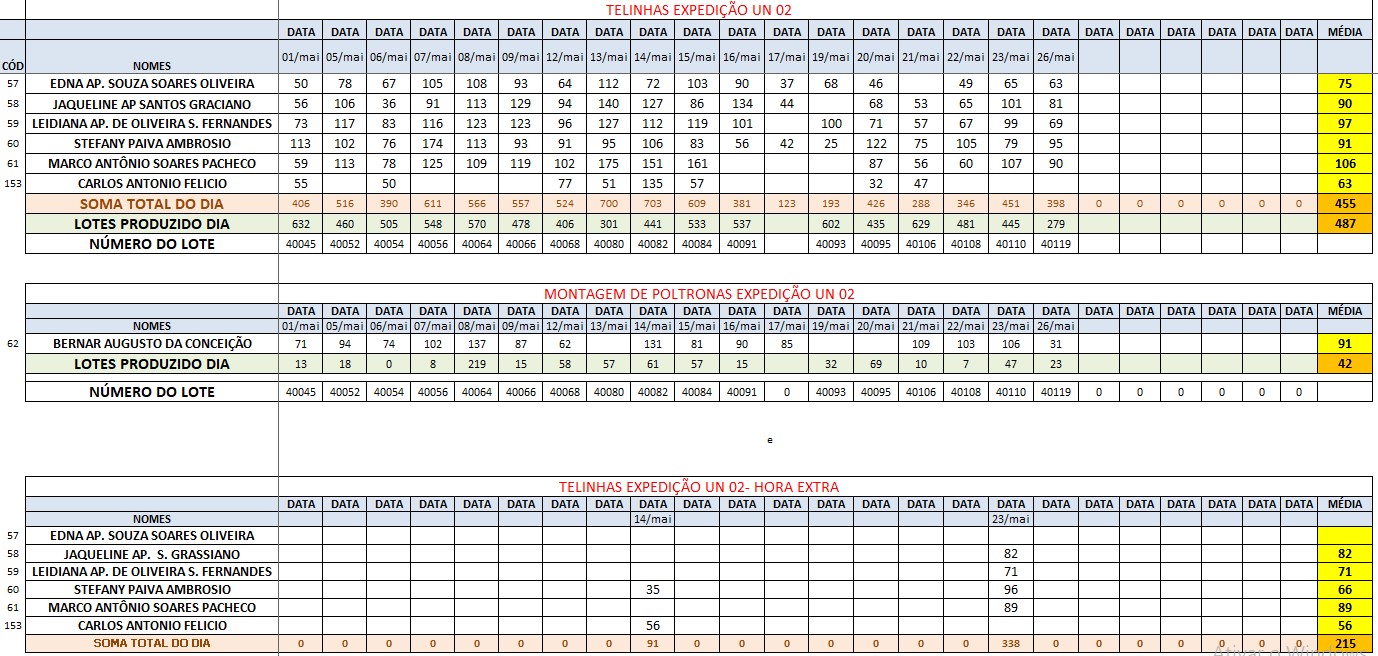 TELINHAS EXPEDIÇÃO UN 02
DATA DATA DATA DATA DATA DATA DATA DATA DATA DATA DATA DATA DATA DATA DATA DATA DATA DATA DATA DATA DATA DATA DATA DATA MÉDIA
CÓD NOMES 01/mai 05/mai 06/mai 07/mai 08/mai 09/mai 12/mai 13/mai 14/mai 15/mai 16/mai 17/mai 19/mai 20/mai 21/mai 22/mai 23/mai 26/mai
57 EDNA AP. SOUZA SOARES OLIVEIRA 50 78 67 105 108 93 64 112 72 103 90 37 68 46 49 65 63 75
58 JAQUELINE AP SANTOS GRACIANO 56 106 36 91 113 129 94 140 127 86 134 44 68 53 65 101 81 90
59 LEIDIANA AP. DE OLIVEIRA S. FERNANDES 73 117 83 116 123 123 96 127 112 119 101 100 71 57 67 99 69 97
60 STEFANY PAIVA AMBROSIO 113 102 76 174 113 93 91 95 106 83 56 42 25 122 75 105 79 95 91
61 MARCO ANTÔNIO SOARES PACHECO 59 113 78 125 109 119 102 175 151 161 87 56 60 107 90 106
153 CARLOS ANTONIO FELICIO 55 50 77 51 135 57 32 47 63
SOMA TOTAL DO DIA 406 516 390 611 566 557 524 700 703 609 381 123 193 426 288 346 451 398 0 0 0 0 0 0 455
LOTES PRODUZIDO DIA 632 460 505 548 570 478 406 301 441 533 537 602 435 629 481 445 279 487
NÚMERO DO LOTE 40045 40052 40054 40056 40064 40066 40068 40080 40082 40084 40091 40093 40095 40106 40108 40110 40119
MONTAGEM DE POLTRONAS EXPEDIÇÃO UN 02
DATA DATA DATA DATA DATA DATA DATA DATA DATA DATA DATA DATA DATA DATA DATA DATA DATA DATA DATA DATA DATA DATA DATA DATA MÉDIA
NOMES 01/mai 05/mai 06/mai 07/mai 08/mai 09/mai 12/mai 13/mai 14/mai 15/mai 16/mai 17/mai 19/mai 20/mai 21/mai 22/mai 23/mai 26/mai
62 BERNAR AUGUSTO DA CONCEIÇÃO 71 94 74 102 137 87 62 131 81 90 85 109 103 106 31 91
LOTES PRODUZIDO DIA 13 18 0 8 219 15 58 57 61 57 15 32 69 10 7 47 23 42
NÚMERO DO LOTE 40045 40052 40054 40056 40064 40066 40068 40080 40082 40084 40091 0 40093 40095 40106 40108 40110 40119 0 0 0 0 0 0
e
TELINHAS EXPEDIÇÃO UN 02- HORA EXTRA
DATA DATA DATA DATA DATA DATA DATA DATA DATA DATA DATA DATA DATA DATA DATA DATA DATA DATA DATA DATA DATA DATA DATA DATA MÉDIA
NOMES 14/mai 23/mai
57 EDNA AP. SOUZA SOARES OLIVEIRA
58 JAQUELINE AP. S. GRASSIANO 82 82
59 LEIDIANA AP. DE OLIVEIRA S. FERNANDES 71 71
60 STEFANY PAIVA AMBROSIO 35 96 66
61 MARCO ANTÔNIO SOARES PACHECO 89 89
153 CARLOS ANTONIO FELICIO 56 56
SOMA TOTAL DO DIA 0 0 0 0 0 0 0 0 91 0 0 0 0 0 0 0 338 0 0 0 0 0 0 0 215